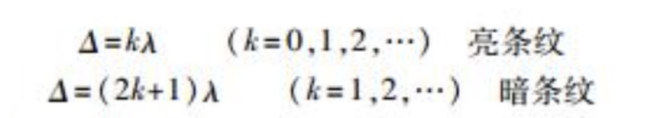 Δ=kλ (k=0,1,2,⋯) 亮条纹
Δ=(2k+1)λ (k=1,2,⋯) 暗条纹